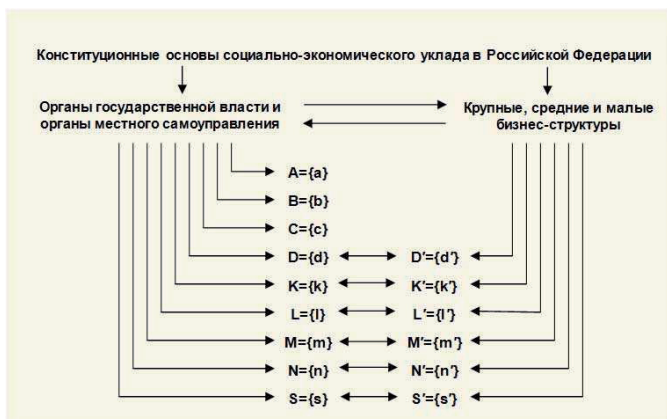 Конституционные основы социально-экономического уклада в Российской Федерации
Органы государственной власти и
органы местного самоуправления
Крупные, средние и малые
бизнес-структуры
A={a}
B={b}
C={c}
D={d} D′={d′}
K={k} K′={k′}
L={l} L′={l′}
M={m} M′={m′}
N={n} N′={n′}
S={s} S′={s′}